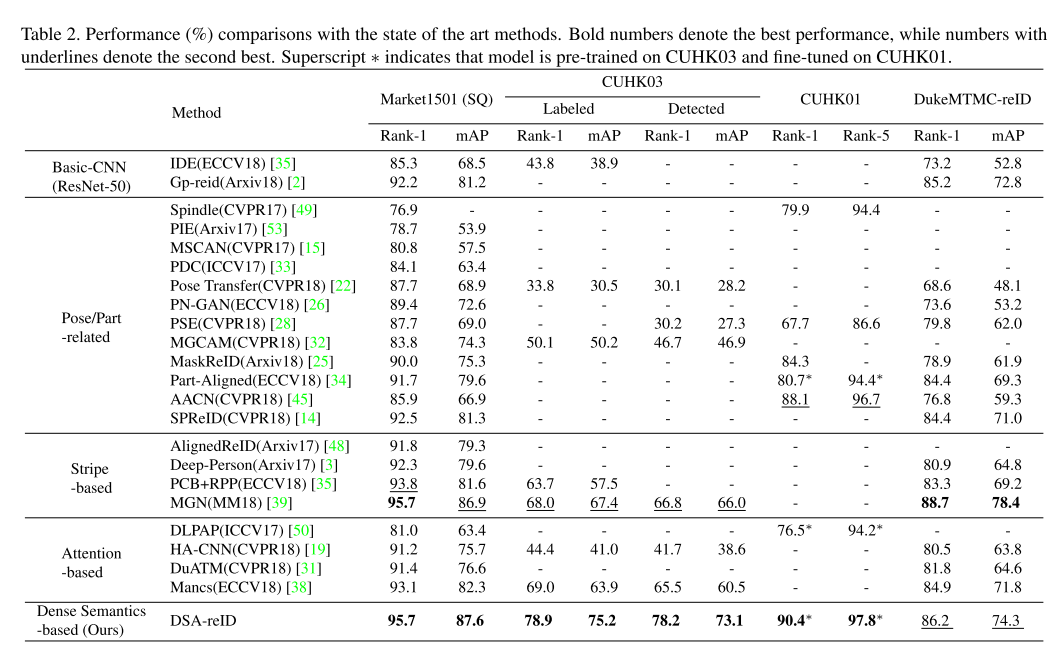 Table 2. Performance (%) comparisons with the state of the art methods. Bold numbers denote the best performance, while numbers with
underlines denote the second best. Superscript ∗ indicates that model is pre-trained on CUHK03 and fine-tuned on CUHK01.
Method Market1501 (SQ) CUHK03 CUHK01 DukeMTMC-reID
Labeled Detected
Rank-1 mAP Rank-1 mAP Rank-1 mAP Rank-1 Rank-5 Rank-1 mAP
Basic-CNN
(ResNet-50)
IDE(ECCV18) [35] 85.3 68.5 43.8 38.9 - - - - 73.2 52.8
Gp-reid(Arxiv18) [2] 92.2 81.2 - - - - - - 85.2 72.8
Pose/Part
-related
Spindle(CVPR17) [49] 76.9 - - - - - 79.9 94.4 - -
PIE(Arxiv17) [53] 78.7 53.9 - - - - - - - -
MSCAN(CVPR17) [15] 80.8 57.5 - - - - - - - -
PDC(ICCV17) [33] 84.1 63.4 - - - - - - - -
Pose Transfer(CVPR18) [22] 87.7 68.9 33.8 30.5 30.1 28.2 - - 68.6 48.1
PN-GAN(ECCV18) [26] 89.4 72.6 - - - - - - 73.6 53.2
PSE(CVPR18) [28] 87.7 69.0 - - 30.2 27.3 67.7 86.6 79.8 62.0
MGCAM(CVPR18) [32] 83.8 74.3 50.1 50.2 46.7 46.9 - - - -
MaskReID(Arxiv18) [25] 90.0 75.3 - - - - 84.3 - 78.9 61.9
Part-Aligned(ECCV18) [34] 91.7 79.6 - - - - 80.7∗ 94.4∗ 84.4 69.3
AACN(CVPR18) [45] 85.9 66.9 - - - - 88.1 96.7 76.8 59.3
SPReID(CVPR18) [14] 92.5 81.3 - - - - - - 84.4 71.0
Stripe
-based
AlignedReID(Arxiv17) [48] 91.8 79.3 - - - - - - - -
Deep-Person(Arxiv17) [3] 92.3 79.6 - - - - - - 80.9 64.8
PCB+RPP(ECCV18) [35] 93.8 81.6 63.7 57.5 - - - - 83.3 69.2
MGN(MM18) [39] 95.7 86.9 68.0 67.4 66.8 66.0 - - 88.7 78.4
Attention
-based
DLPAP(ICCV17) [50] 81.0 63.4 - - - - 76.5∗ 94.2∗ - -
HA-CNN(CVPR18) [19] 91.2 75.7 44.4 41.0 41.7 38.6 - - 80.5 63.8
DuATM(CVPR18) [31] 91.4 76.6 - - - - - - 81.8 64.6
Mancs(ECCV18) [38] 93.1 82.3 69.0 63.9 65.5 60.5 - - 84.9 71.8
Dense Semantics
-based (Ours)
DSA-reID 95.7 87.6 78.9 75.2 78.2 73.1 90.4∗ 97.8∗ 86.2 74.3